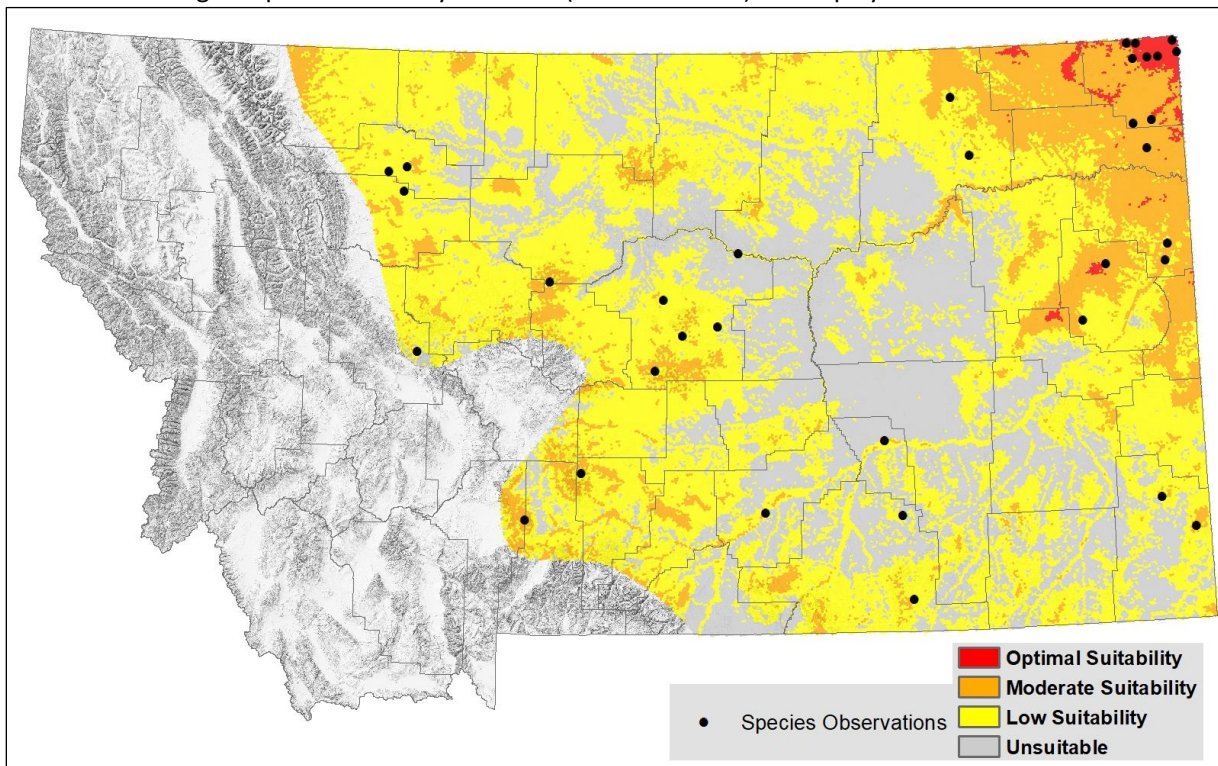 Optimal Suitability
Moderate Suitability
Species Observations
Low Suitability
Unsuitable